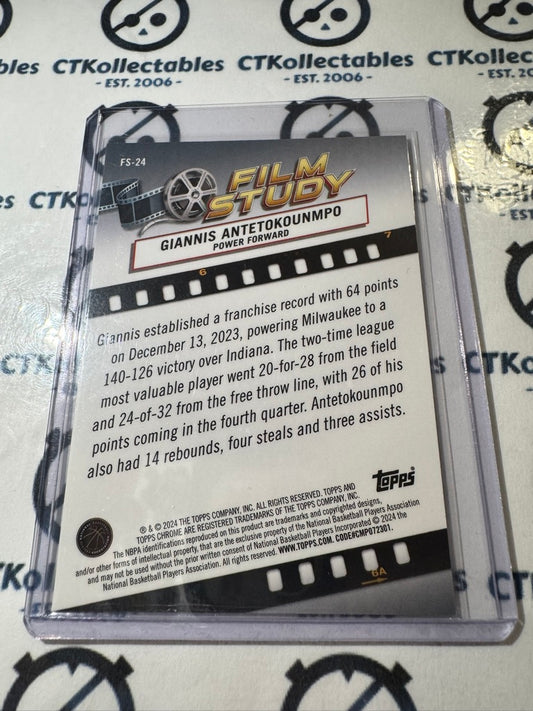 CTKollectables
- EST. 2006 -
FS-24
FILM
STUDY
GIANNIS ANTETOKOUNMPO
POWER FORWARD
6
7
Giannis established a franchise record with 64 points
on December 13, 2023, powering Milwaukee to a
140-126 victory over Indiana. The two-time league
most valuable player went 20-for-28 from the field
and 24-of-32 from the free throw line, with 26 of his
points coming in the fourth quarter. Antetokounmpo
also had 14 rebounds, four steals and three assists.
topps
® & © 2024 THE TOPPS COMPANY, INC. ALL RIGHTS RESERVED. TOPPS AND
TOPPS CHROME ARE REGISTERED TRADEMARKS OF THE TOPPS COMPANY, INC.
The NBPA identifications reproduced on this product are trademarks and copyrighted designs,
and/or other forms of intellectual property, that are the exclusive property of the National Basketball Players Association
and may not be used without the prior written consent of National Basketball Players Incorporated © 2024 the
National Basketball Players Association. All rights reserved. WWW.TOPPS.COM. CODE#CMP072301.
6A